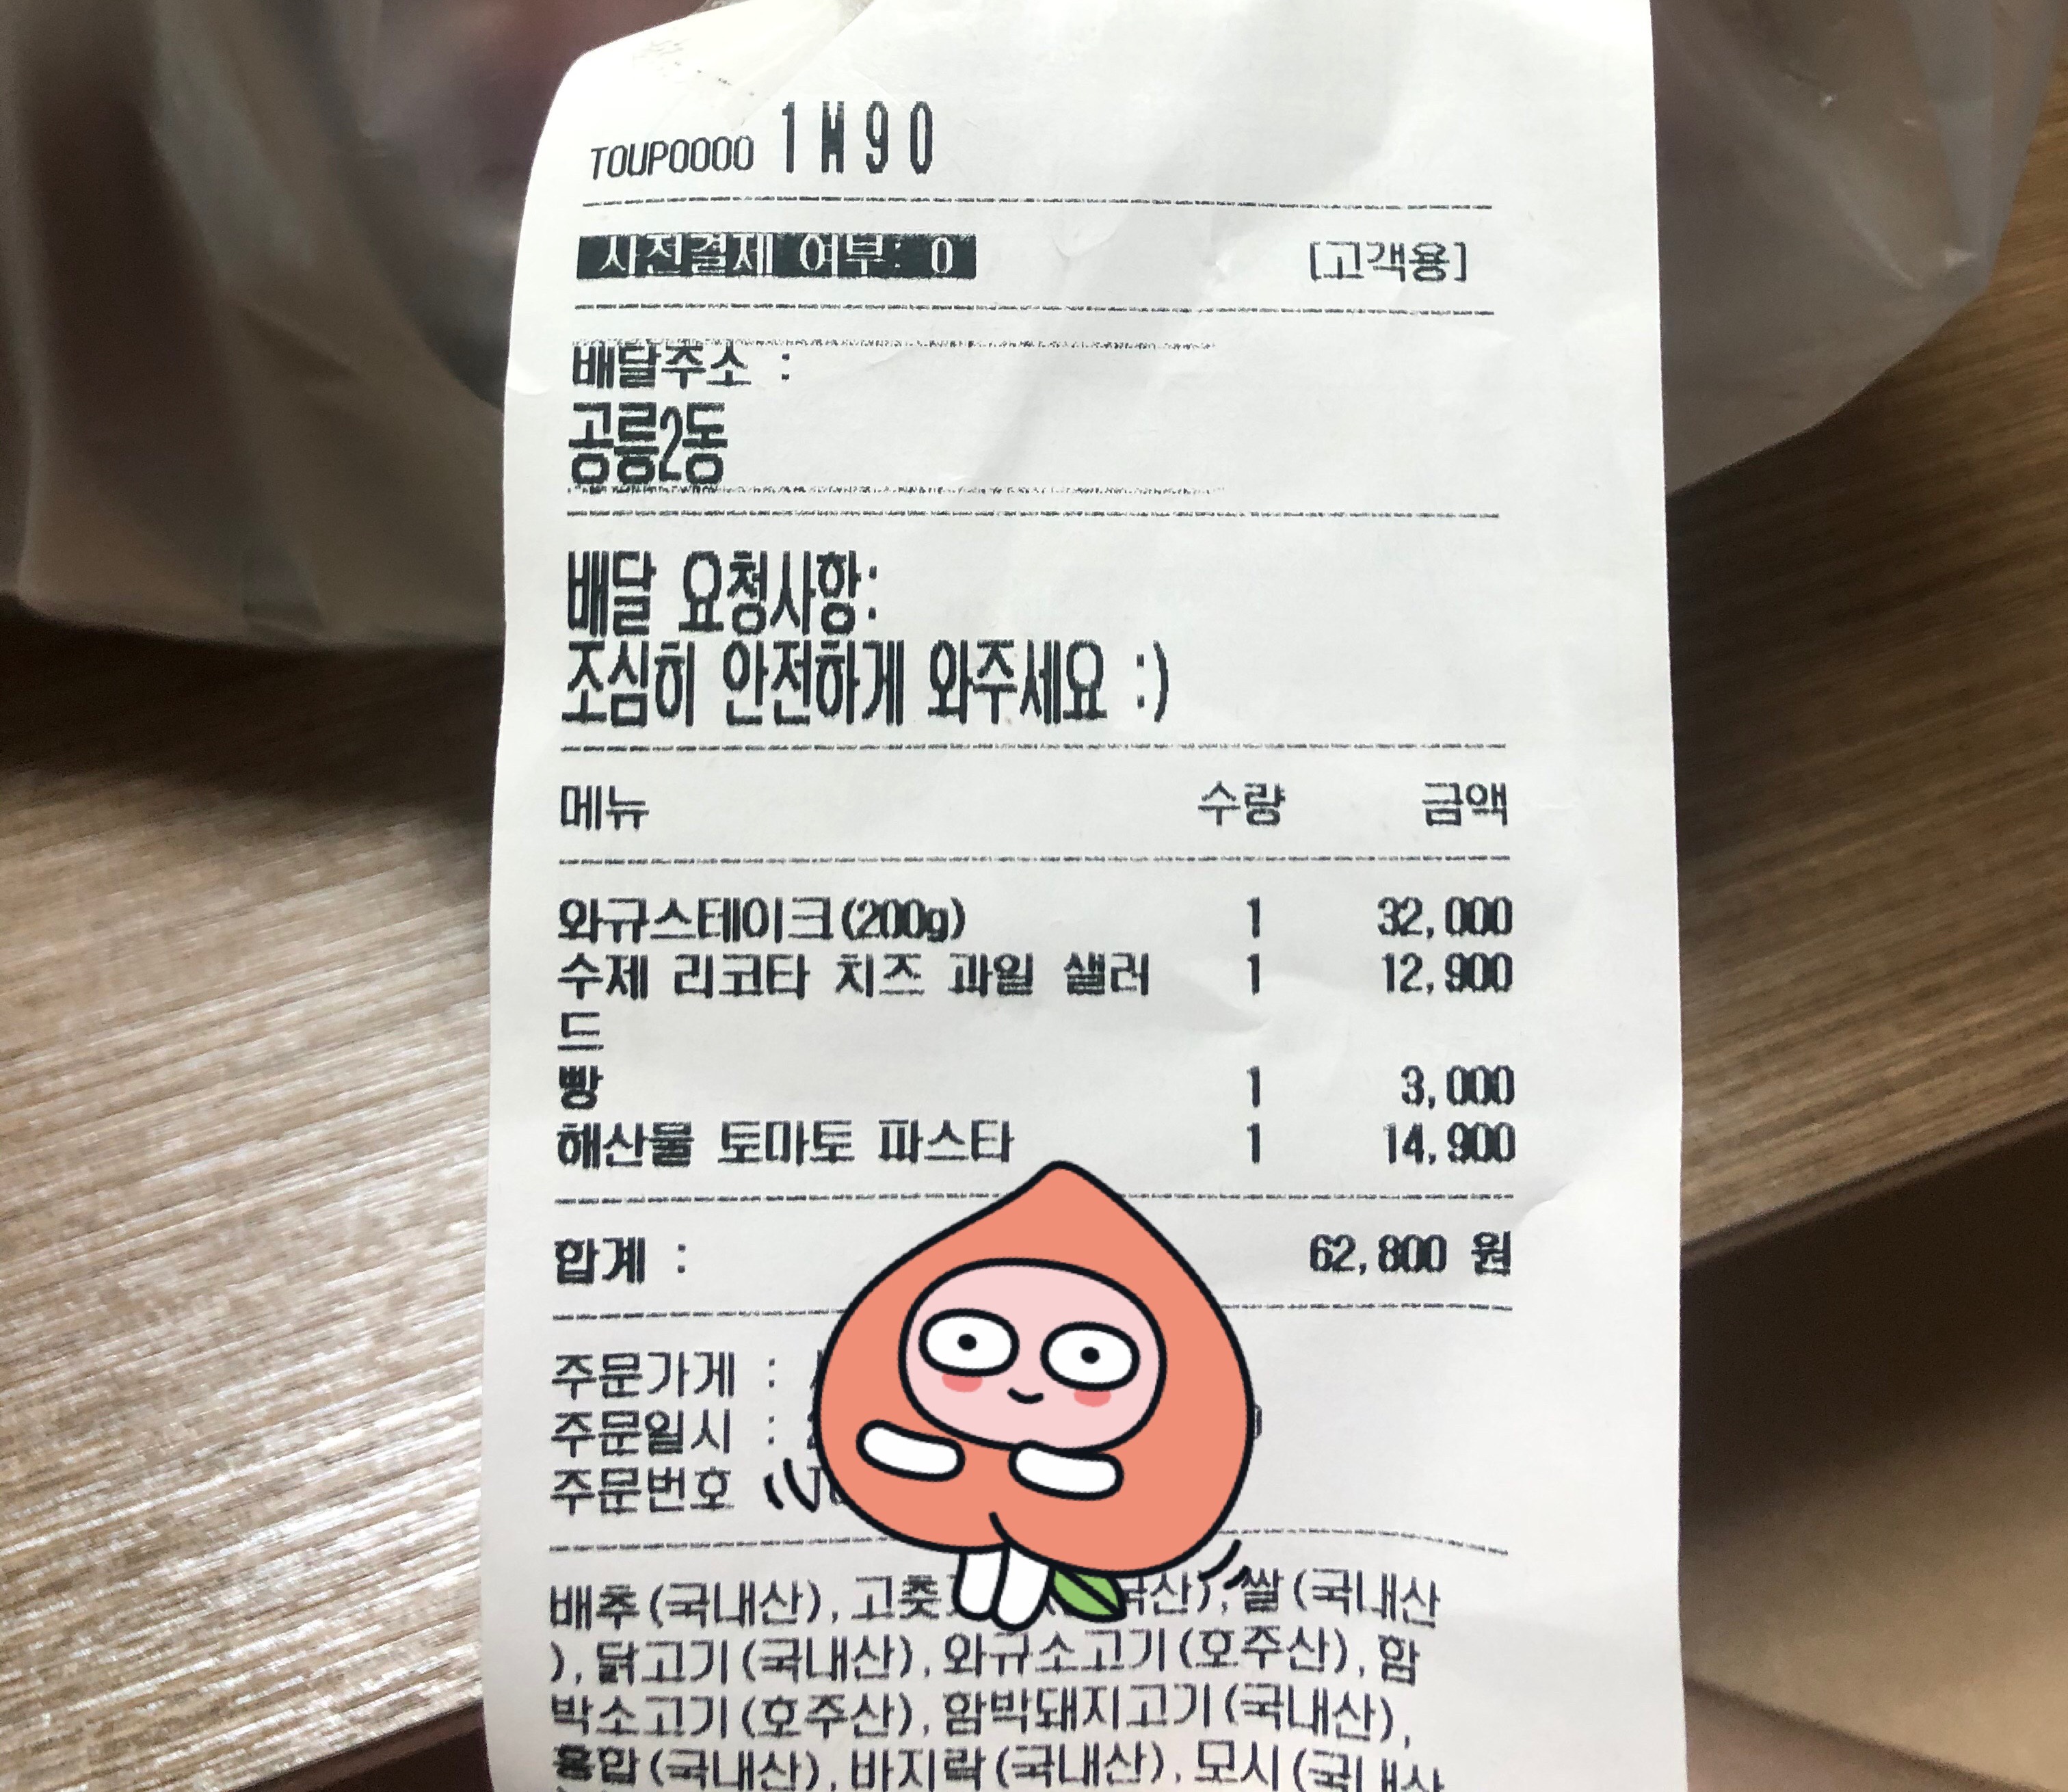 TOUP0000 1M90
사전결제 여부: O
[고객용]
배달주소 :
공릉2동
배달 요청사항:
조심히 안전하게 와주세요 :)
메뉴 수량 금액
와규스테이크(200g) 1 32,000
수제 리코타 치즈 과일 샐러 1 12,900
드
빵 1 3,000
해산물 토마토 파스타 1 14,900
합계 : 62,800 원
주문가게 :
주문일시 :
주문번호
배추(국내산), 쌀(국내산
), 닭고기(국내산), 와규소고기(호주산), 함
박소고기(호주산), 함박돼지고기(국내산),
홍합(국내산), 바지락(국내산), 모시(국내산